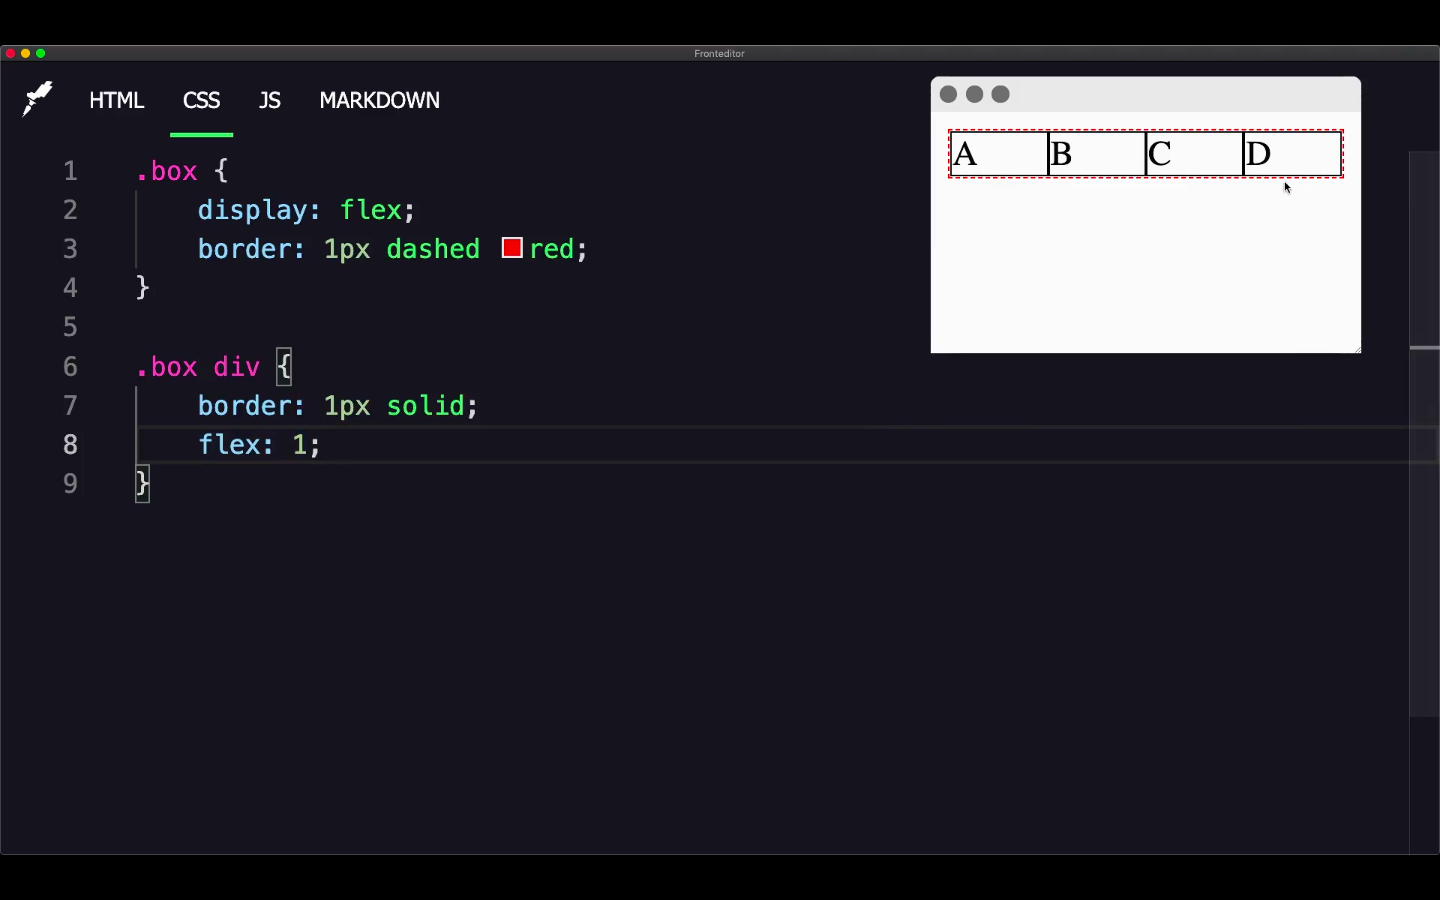 Fronteditor
HTML CSS JS MARKDOWN
1 .box {
2 display: flex;
3 border: 1px dashed red;
4 }
5
6 .box div {
7 border: 1px solid;
8 flex: 1;
9 }
A B C D